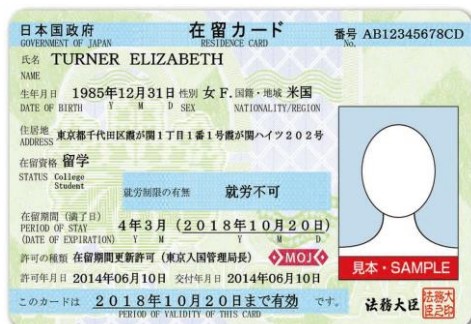 日本国政府 在留カード 番号 AB12345678CD
GOVERNMENT OF JAPAN RESIDENCE CARD No.
氏名 TURNER ELIZABETH
NAME
生年月日 1985年12月31日 性別 女 F. 国籍・地域 米国
DATE OF BIRTH Y M D SEX NATIONALITY/REGION
住居地 東京都千代田区霞が関1丁目1番1号霞が関ハイツ202号
ADDRESS
在留資格 留学
STATUS College
Student
就労制限の有無 就労不可
在留期間(満了日) 4年3月(2018年10月20日)
PERIOD OF STAY
(DATE OF EXPIRATION) Y M Y M D
許可の種類 在留期間更新許可(東京入国管理局長) MOJ
見本・SAMPLE
許可年月日 2014年06月10日 交付年月日 2014年06月10日
このカードは 2018年10月20日まで有効 です。
PERIOD OF VALIDITY OF THIS CARD
法務大臣